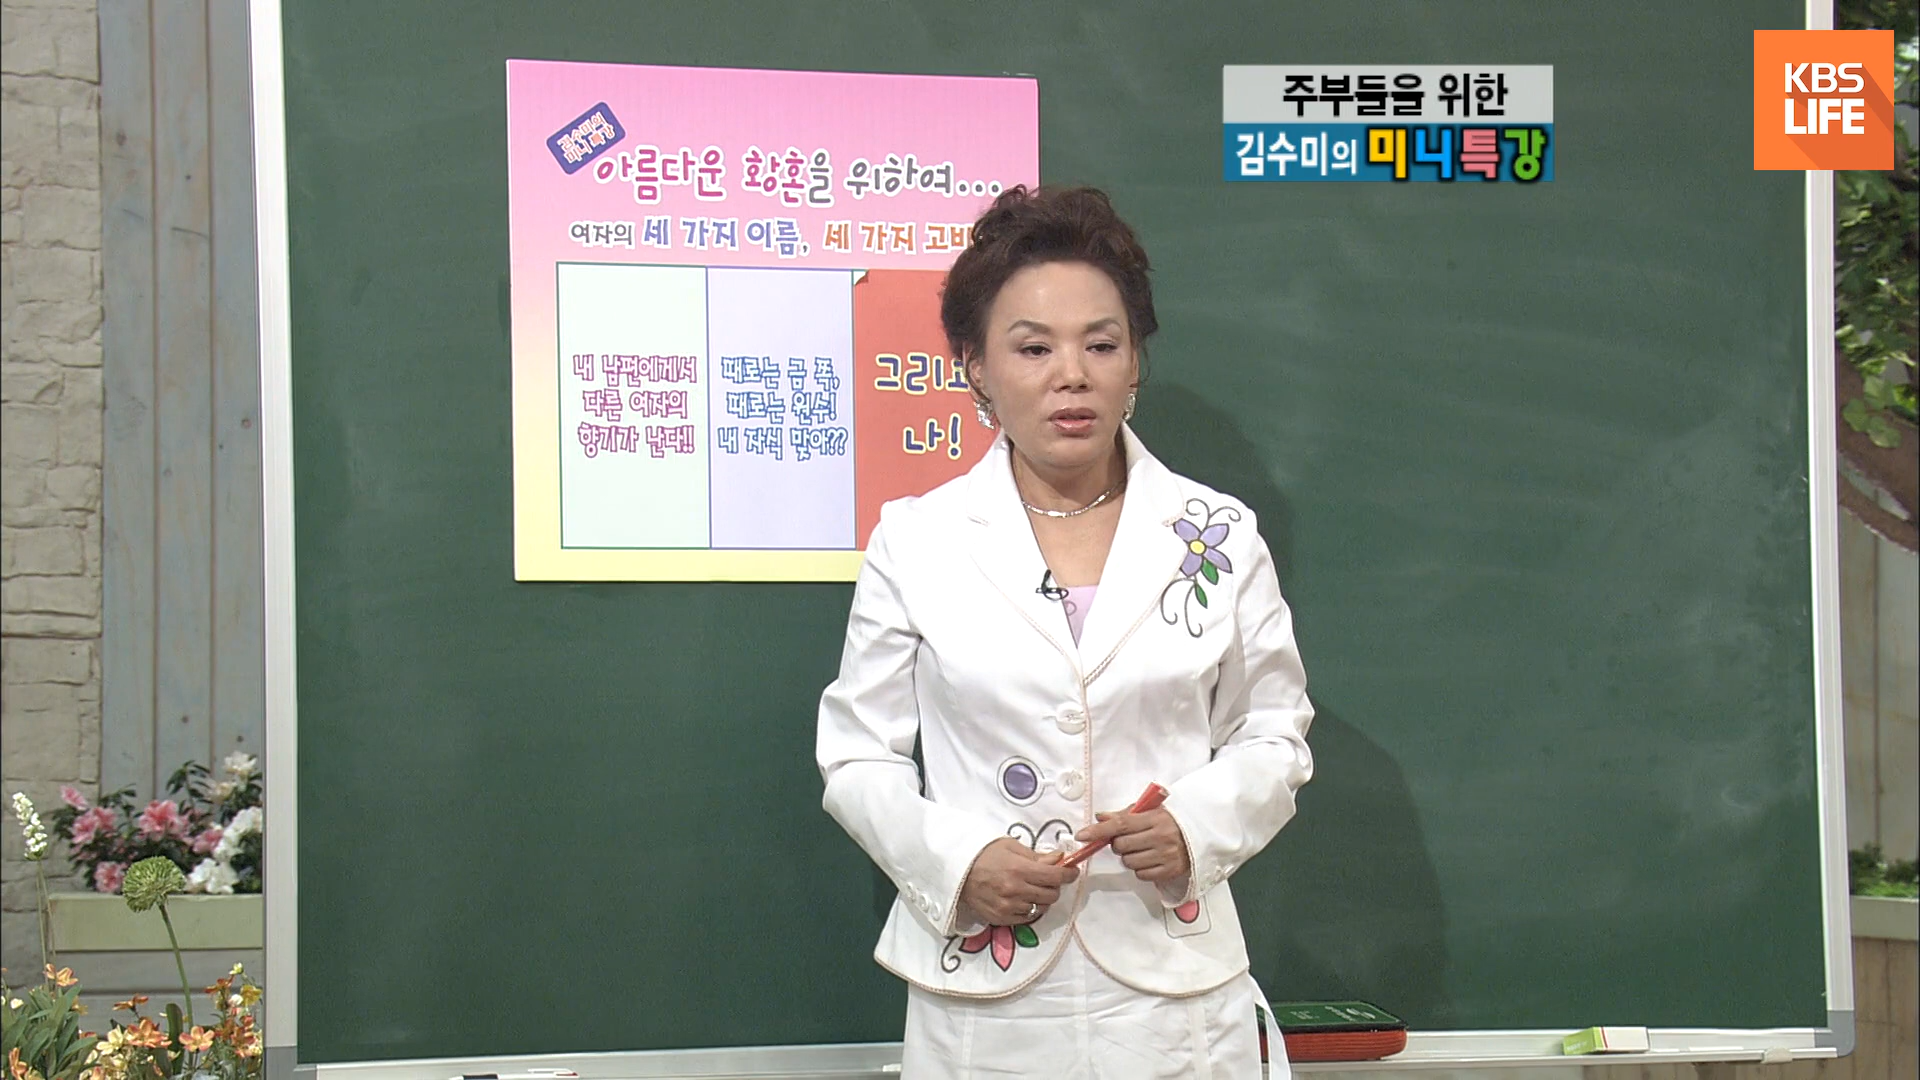 김수미의
미니 특강
아름다운 황혼을 위하여...
여자의 세 가지 이름, 세 가지 고비
내 남편에게서
다른 여자의
향기가 난다!!
때로는 금 쪽,
때로는 원수!
내 자식 맞아??
그리고
나!
주부들을 위한
김수미의 미니특강
KBS
LIFE